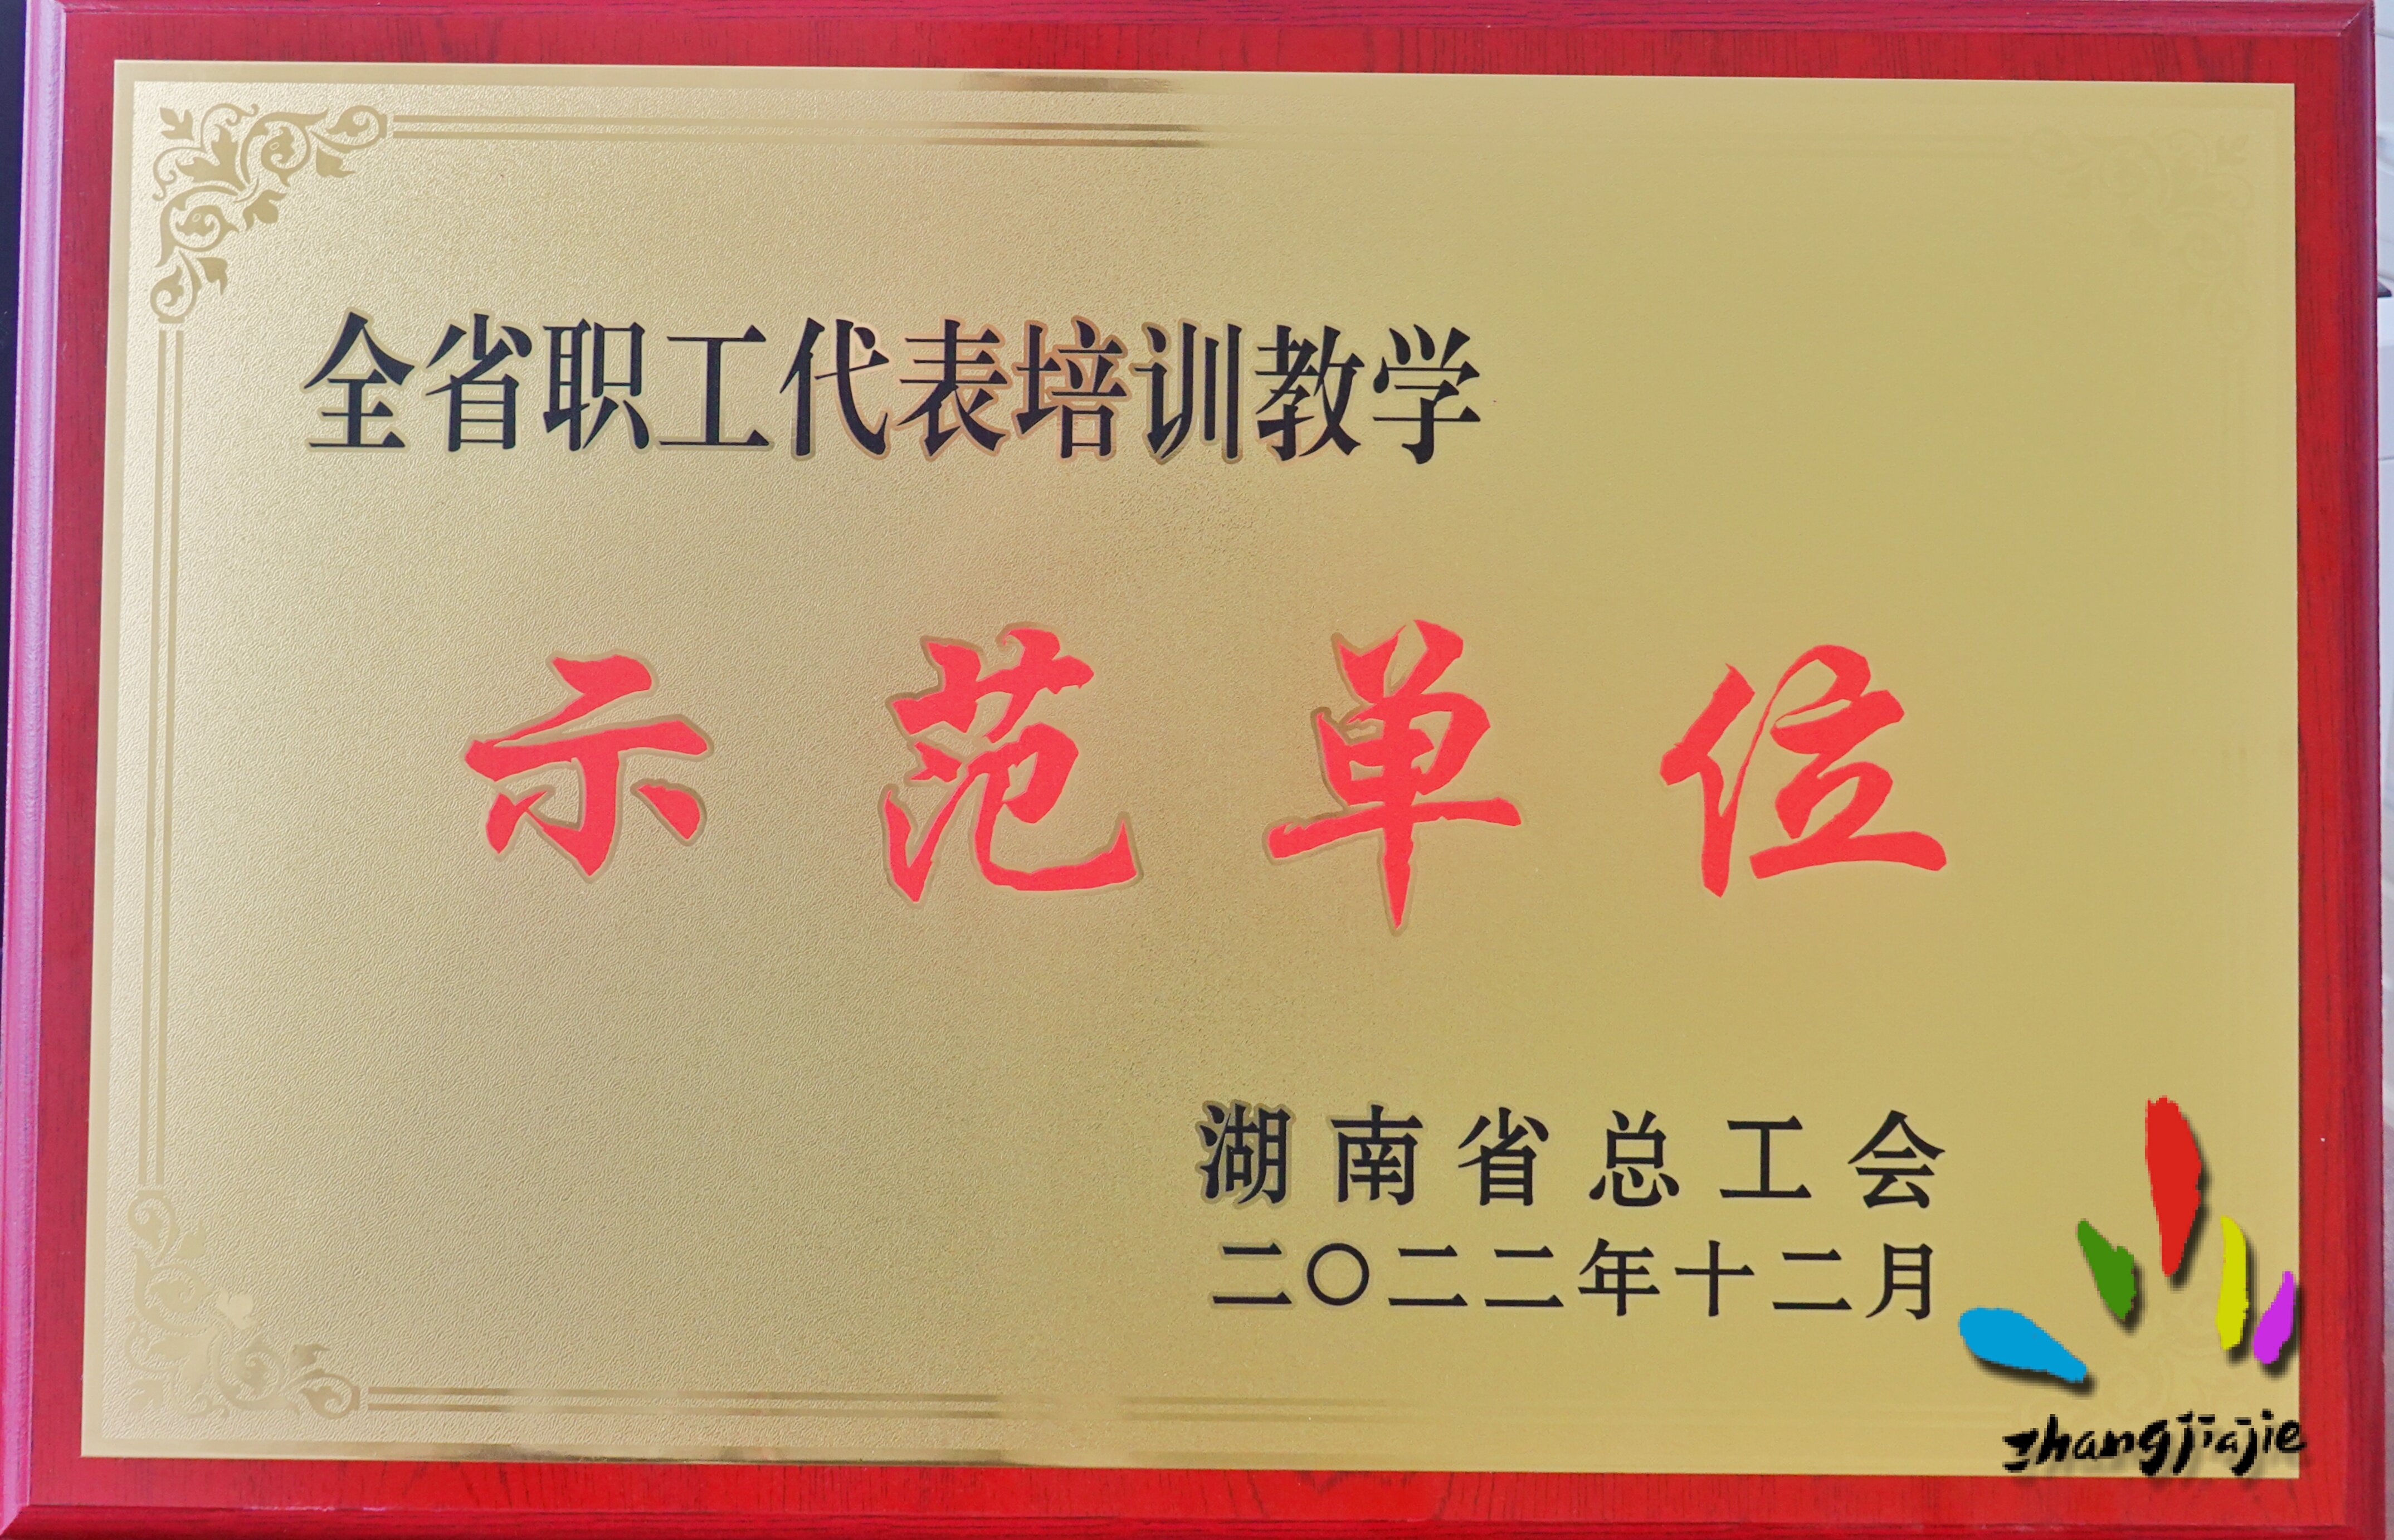 全省职工代表培训教学
示范单位
湖南省总工会
二〇二二年十二月
zhangjiajie